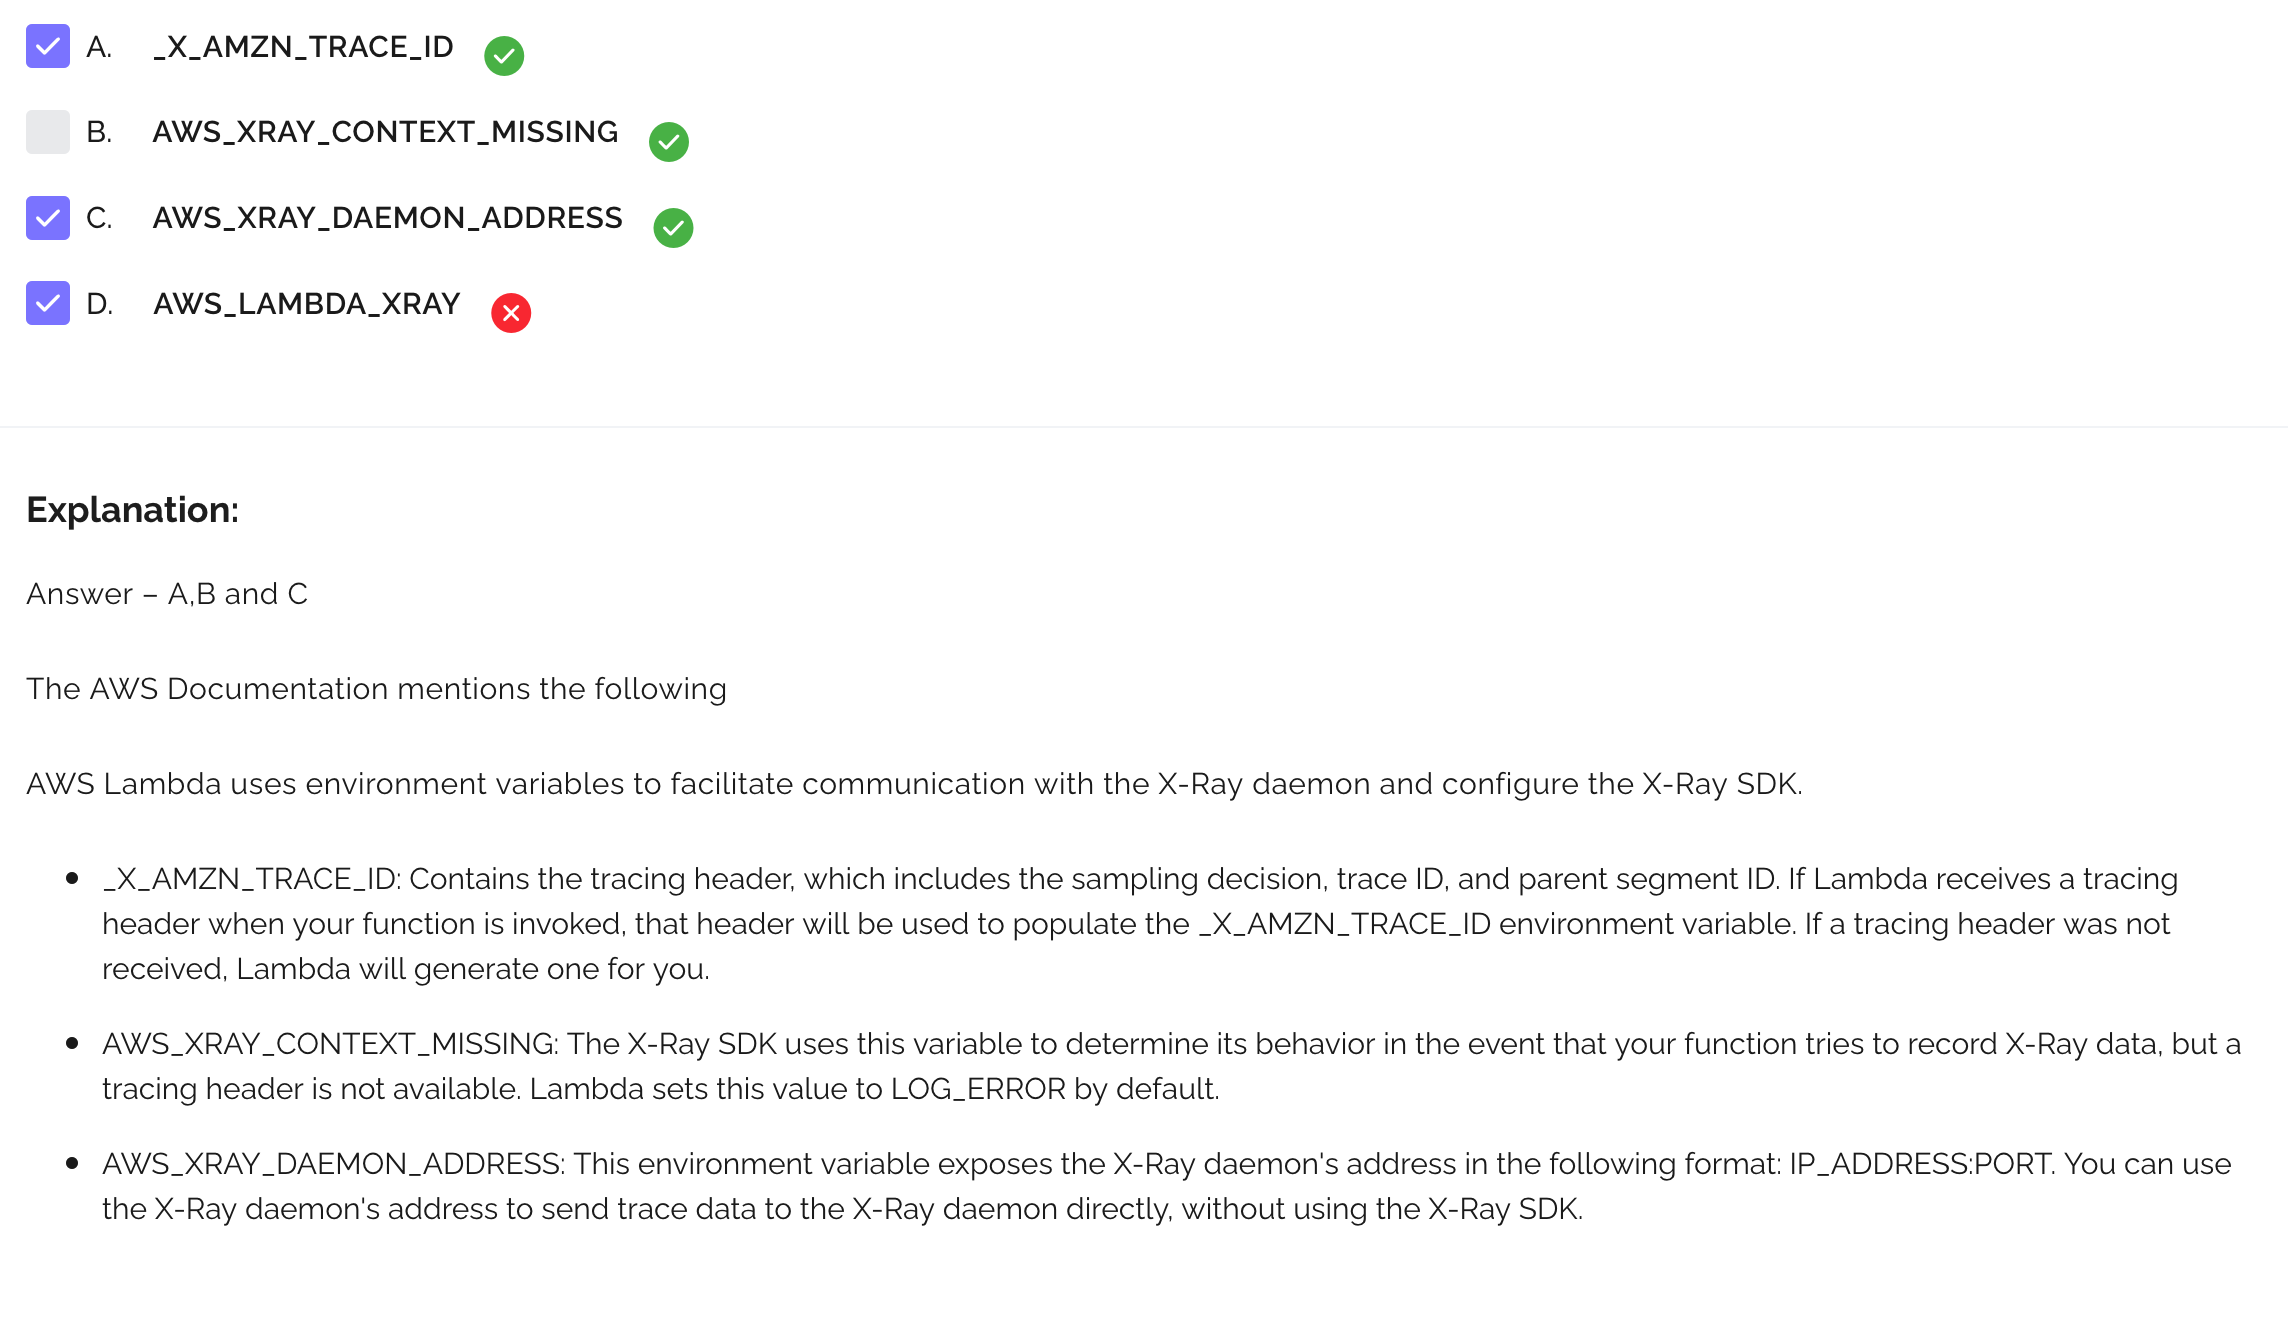 A. _X_AMZN_TRACE_ID
B. AWS_XRAY_CONTEXT_MISSING
C. AWS_XRAY_DAEMON_ADDRESS
D. AWS_LAMBDA_XRAY
Explanation:
Answer – A,B and C
The AWS Documentation mentions the following
AWS Lambda uses environment variables to facilitate communication with the X-Ray daemon and configure the X-Ray SDK.
_X_AMZN_TRACE_ID: Contains the tracing header, which includes the sampling decision, trace ID, and parent segment ID. If Lambda receives a tracing
header when your function is invoked, that header will be used to populate the _X_AMZN_TRACE_ID environment variable. If a tracing header was not
received, Lambda will generate one for you.
AWS_XRAY_CONTEXT_MISSING: The X-Ray SDK uses this variable to determine its behavior in the event that your function tries to record X-Ray data, but a
tracing header is not available. Lambda sets this value to LOG_ERROR by default.
AWS_XRAY_DAEMON_ADDRESS: This environment variable exposes the X-Ray daemon's address in the following format: IP_ADDRESS:PORT. You can use
the X-Ray daemon's address to send trace data to the X-Ray daemon directly, without using the X-Ray SDK.